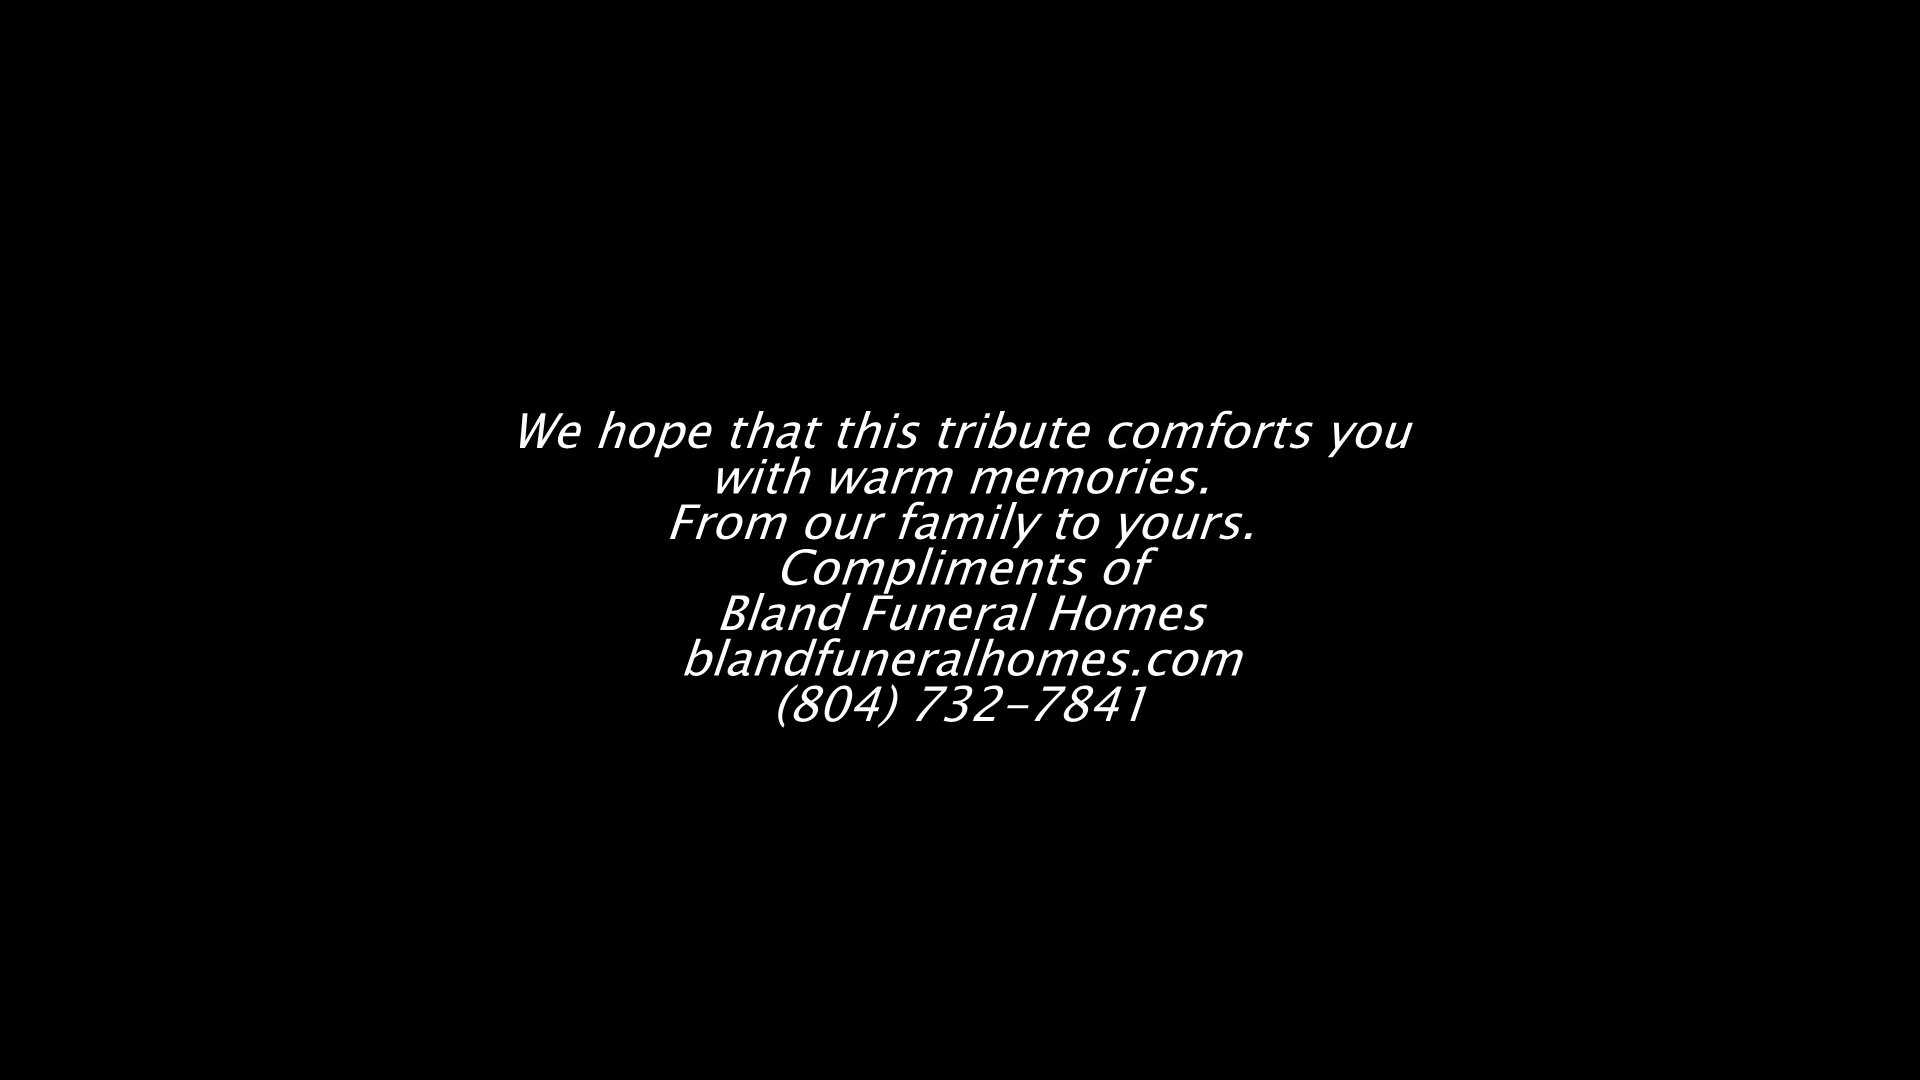 We hope that this tribute comforts you
with warm memories.
From our family to yours.
Compliments of
Bland Funeral Homes
blandfuneralhomes.com
(804) 732-7841